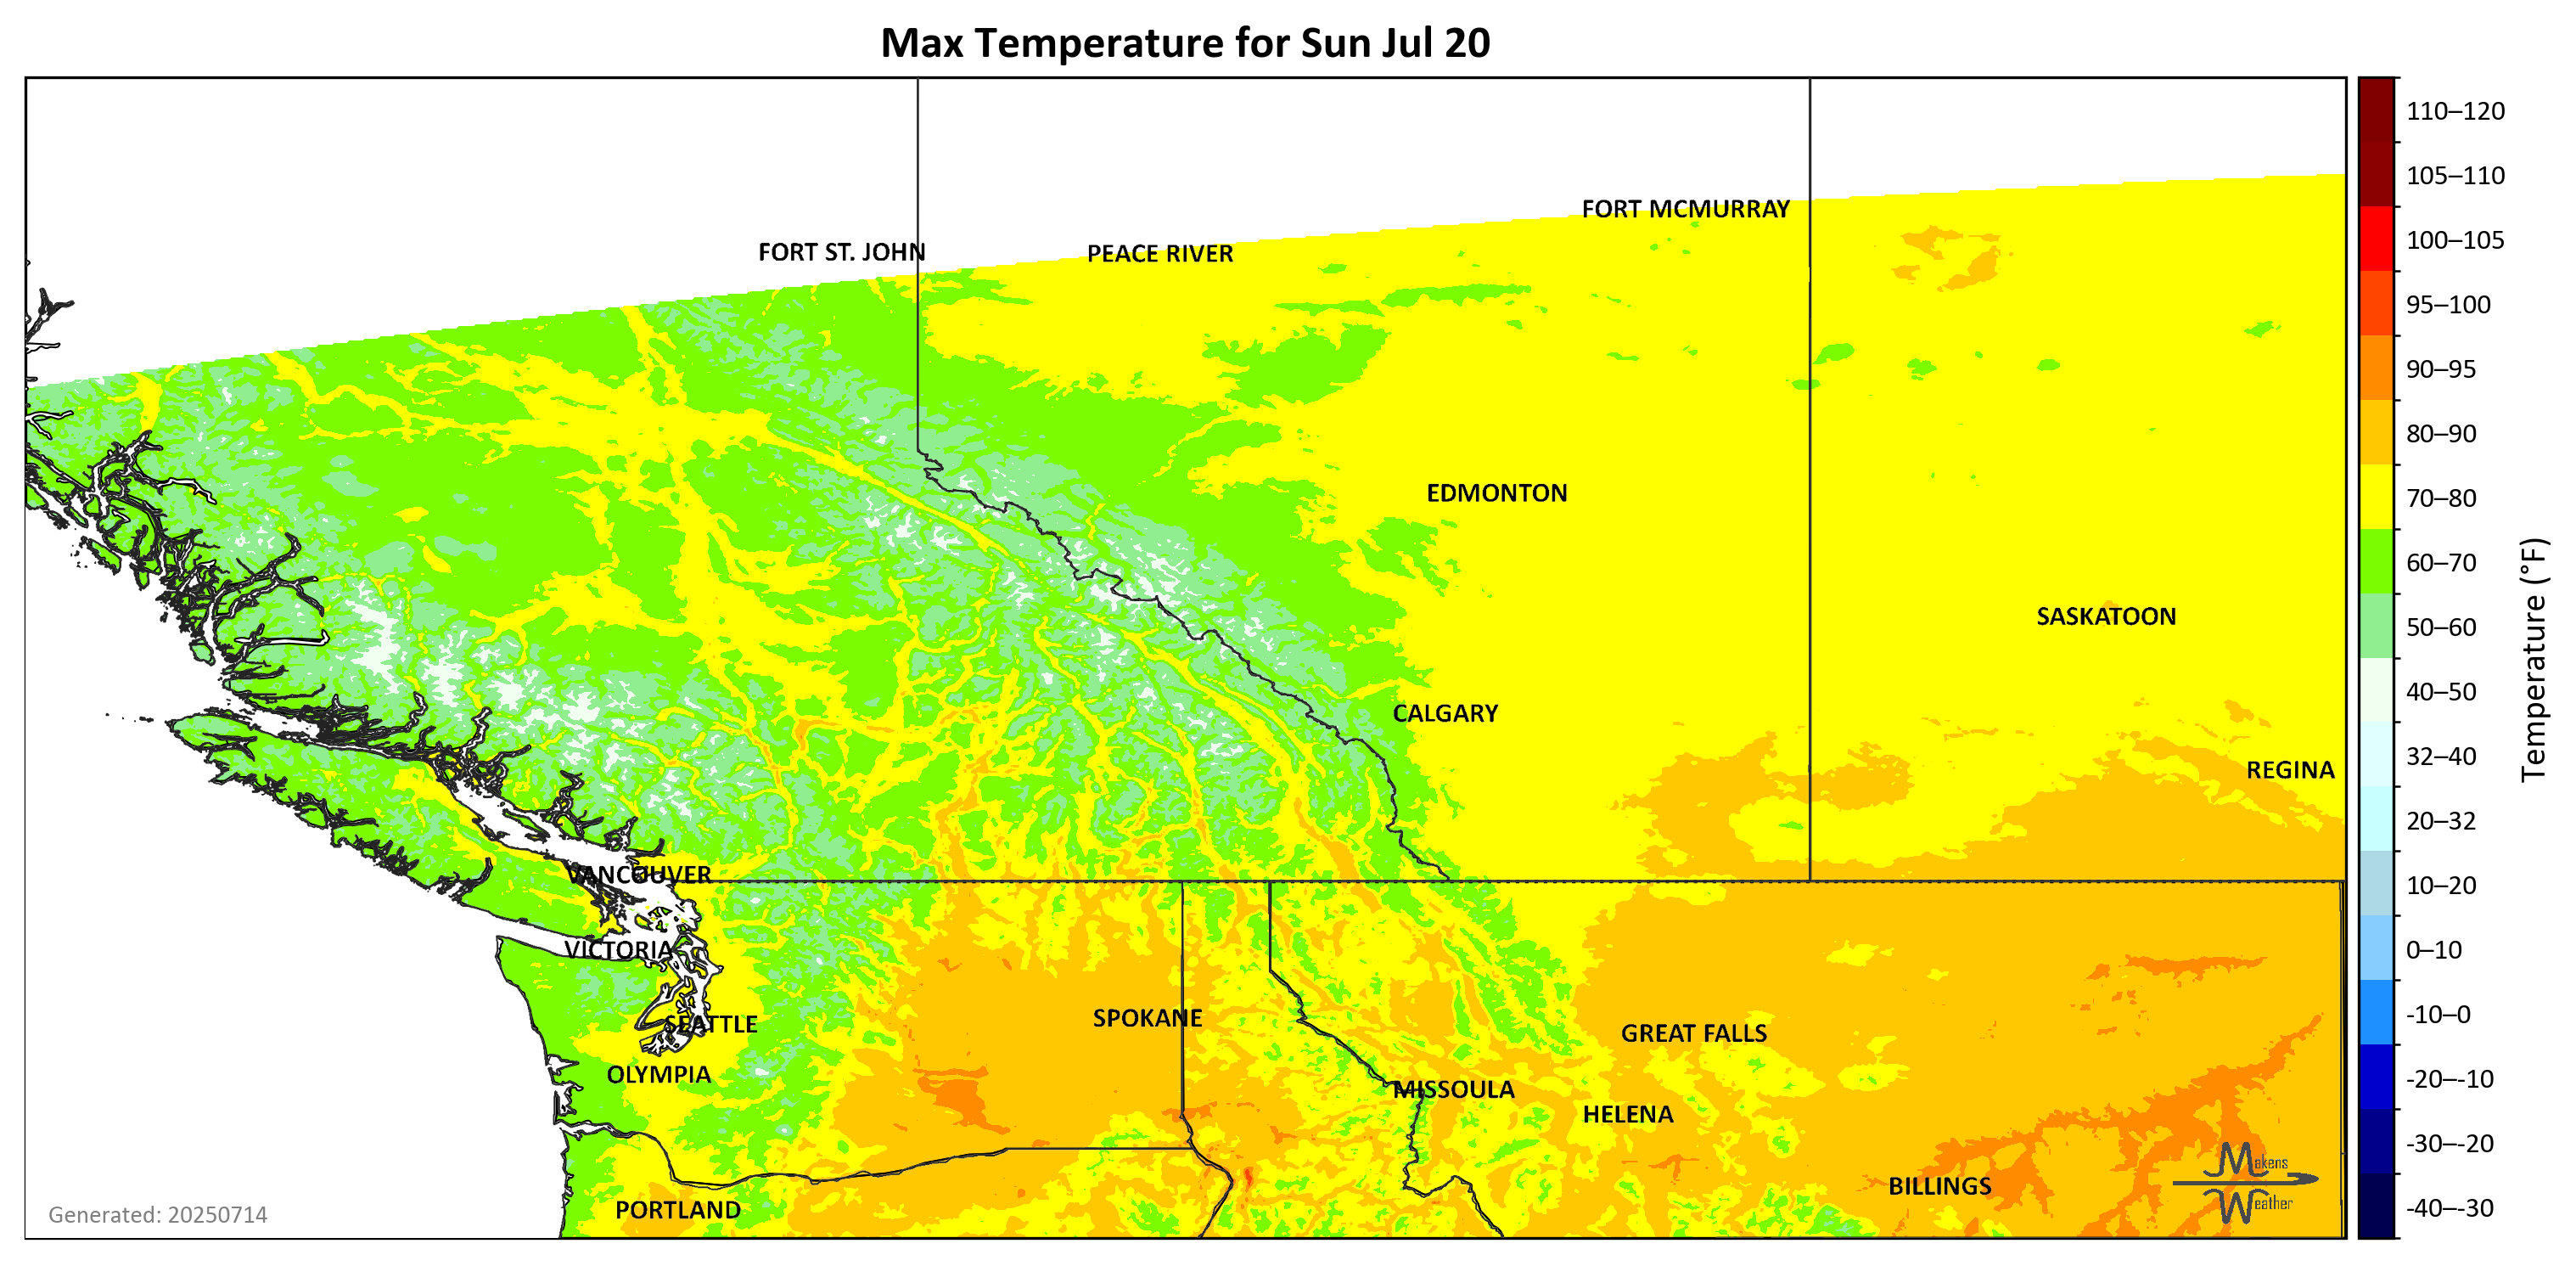 Max Temperature for Sun Jul 20
FORT MCMURRAY
FORT ST. JOHN
PEACE RIVER
EDMONTON
SASKATOON
CALGARY
REGINA
VANCOUVER
VICTORIA
SEATTLE
SPOKANE
GREAT FALLS
OLYMPIA
MISSOULA
HELENA
BILLINGS
PORTLAND
Makens
Weather
Generated: 20250714
110–120
105–110
100–105
95–100
90–95
80–90
70–80
60–70
50–60
40–50
32–40
20–32
10–20
0–10
-10–0
-20–-10
-30–-20
-40–-30
Temperature (°F)